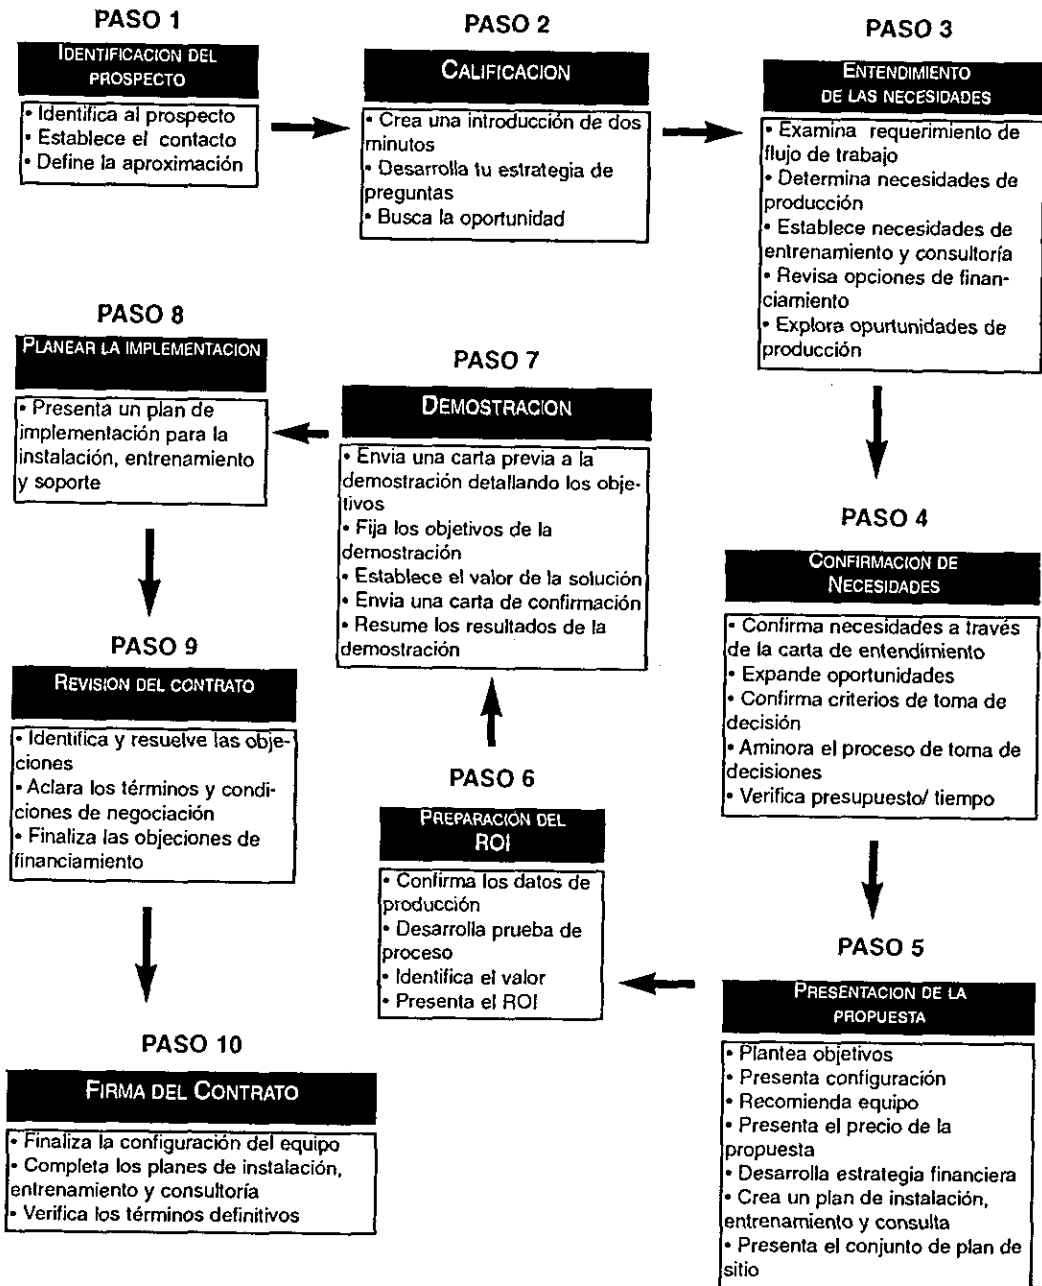 PASO 1
IDENTIFICACION DEL
PROSPECTO
• Identifica al prospecto
• Establece el contacto
• Define la aproximación
PASO 2
CALIFICACION
• Crea una introducción de dos
minutos
• Desarrolla tu estrategia de
preguntas
• Busca la oportunidad
PASO 3
ENTENDIMIENTO
DE LAS NECESIDADES
• Examina requerimiento de
flujo de trabajo
• Determina necesidades de
producción
• Establece necesidades de
entrenamiento y consultoría
• Revisa opciones de finan-
ciamiento
• Explora opurtunidades de
producción
PASO 4
CONFIRMACION DE
NECESIDADES
• Confirma necesidades a través
de la carta de entendimiento
• Expande oportunidades
• Confirma criterios de toma de
decisión
• Aminora el proceso de toma de
decisiones
• Verifica presupuesto/ tiempo
PASO 5
PRESENTACION DE LA
PROPUESTA
• Plantea objetivos
• Presenta configuración
• Recomienda equipo
• Presenta el precio de la
propuesta
• Desarrolla estrategia financiera
• Crea un plan de instalación,
entrenamiento y consulta
• Presenta el conjunto de plan de
sitio
PASO 6
PREPARACIÓN DEL
ROI
• Confirma los datos de
producción
• Desarrolla prueba de
proceso
• Identifica el valor
• Presenta el ROI
PASO 7
DEMOSTRACION
• Envia una carta previa a la
demostración detallando los obje-
tivos
• Fija los objetivos de la
demostración
• Establece el valor de la solución
• Envia una carta de confirmación
• Resume los resultados de la
demostración
PASO 8
PLANEAR LA IMPLEMENTACION
• Presenta un plan de
implementación para la
instalación, entrenamiento
y soporte
PASO 9
REVISION DEL CONTRATO
• Identifica y resuelve las obje-
ciones
• Aclara los términos y condi-
ciones de negociación
• Finaliza las objeciones de
financiamiento
PASO 10
FIRMA DEL CONTRATO
• Finaliza la configuración del equipo
• Completa los planes de instalación,
entrenamiento y consultoría
• Verifica los términos definitivos